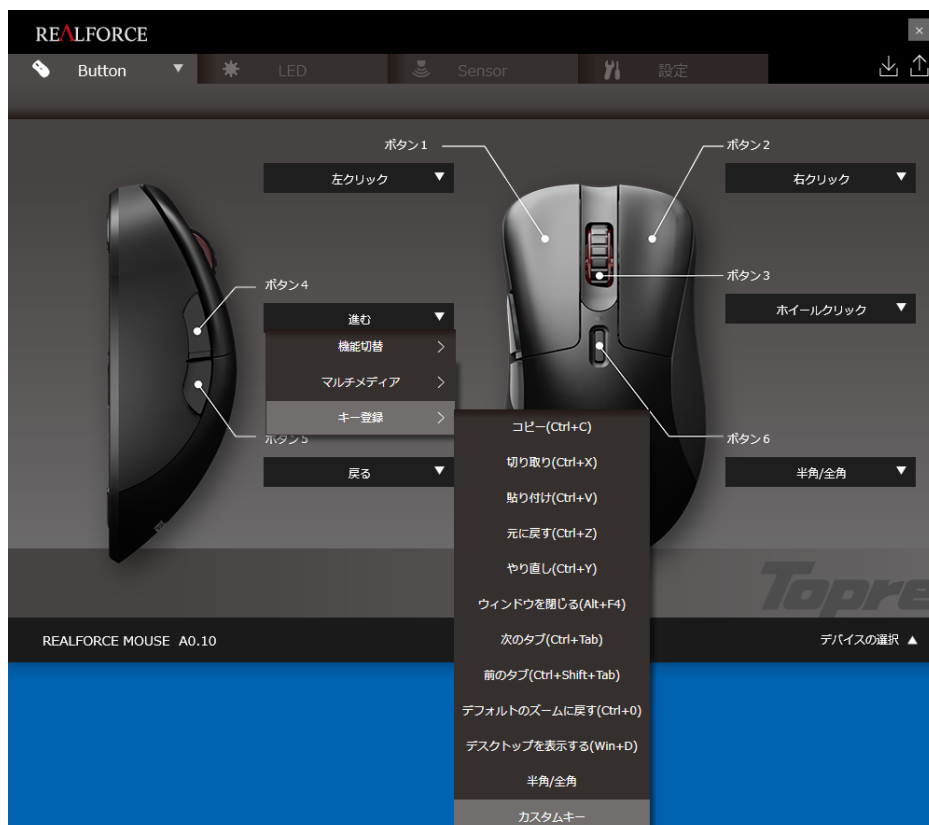 REALFORCE
×
Button ▼
LED
Sensor
設定
ボタン1
左クリック ▼
ボタン2
右クリック ▼
ボタン3
ホイールクリック ▼
ボタン4
進む ▼
機能切替 >
マルチメディア >
キー登録 >
ボタン5
戻る ▼
ボタン6
半角/全角 ▼
コピー(Ctrl+C)
切り取り(Ctrl+X)
貼り付け(Ctrl+V)
元に戻す(Ctrl+Z)
やり直し(Ctrl+Y)
ウィンドウを閉じる(Alt+F4)
次のタブ(Ctrl+Tab)
前のタブ(Ctrl+Shift+Tab)
デフォルトのズームに戻す(Ctrl+0)
デスクトップを表示する(Win+D)
半角/全角
カスタムキー
Topre
REALFORCE MOUSE A0.10
デバイスの選択 ▲